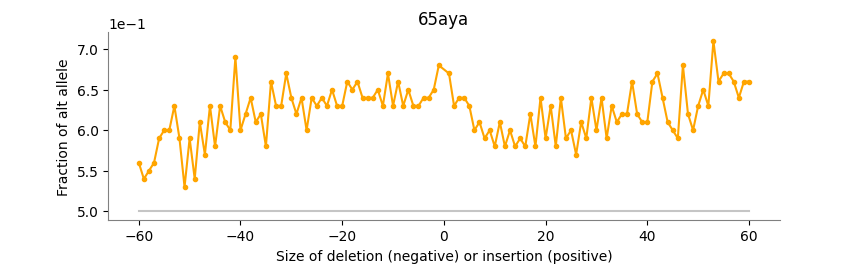 65aya
1e−1
7.0
6.5
6.0
5.5
5.0
Fraction of alt allele
−60 −40 −20 0 20 40 60
Size of deletion (negative) or insertion (positive)